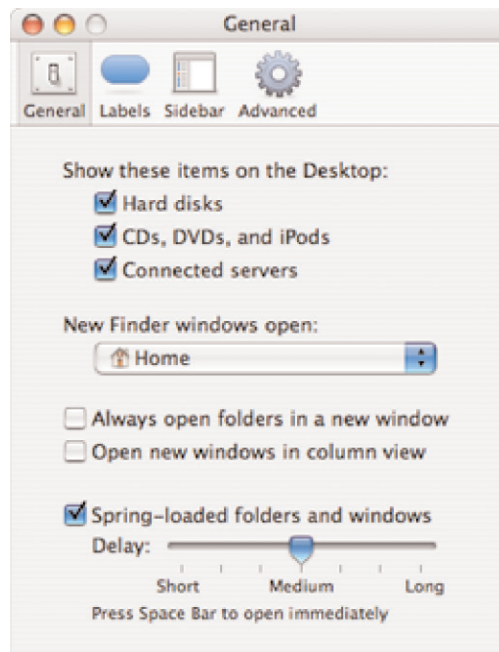 General
General Labels Sidebar Advanced
Show these items on the Desktop:
Hard disks
CDs, DVDs, and iPods
Connected servers
New Finder windows open:
Home
Always open folders in a new window
Open new windows in column view
Spring-loaded folders and windows
Delay:
Short Medium Long
Press Space Bar to open immediately